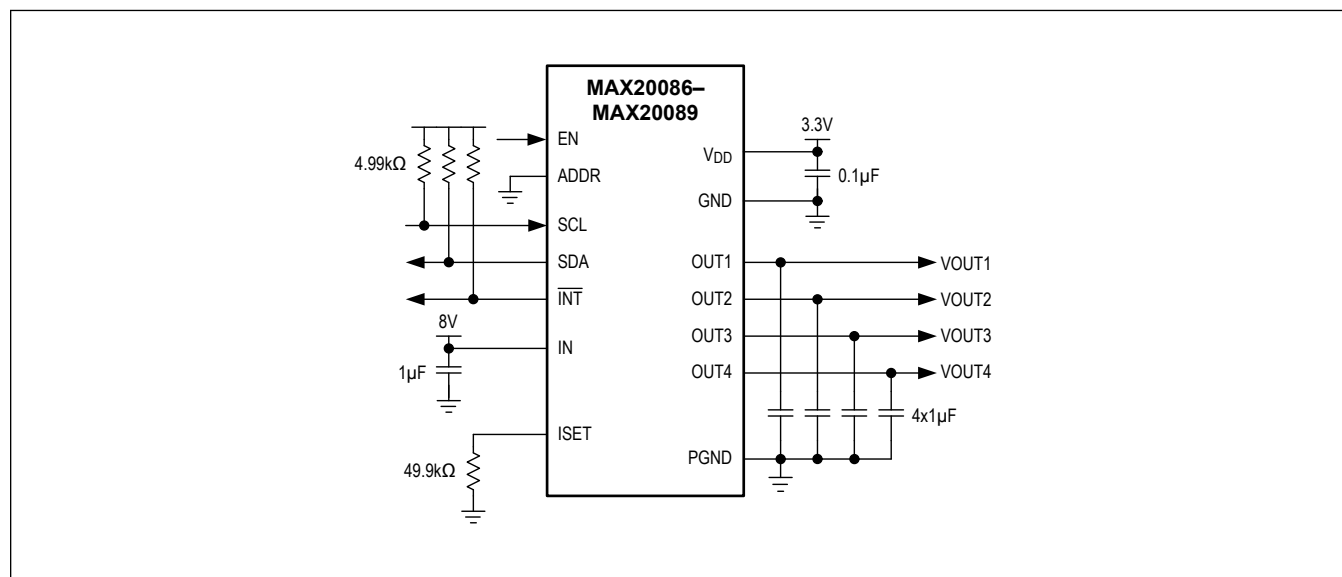 MAX20086–
MAX20089
EN
ADDR
SCL
SDA
INT
IN
ISET
VDD
GND
OUT1
OUT2
OUT3
OUT4
PGND
4.99kΩ
8V
1µF
49.9kΩ
3.3V
0.1µF
VOUT1
VOUT2
VOUT3
VOUT4
4x1µF